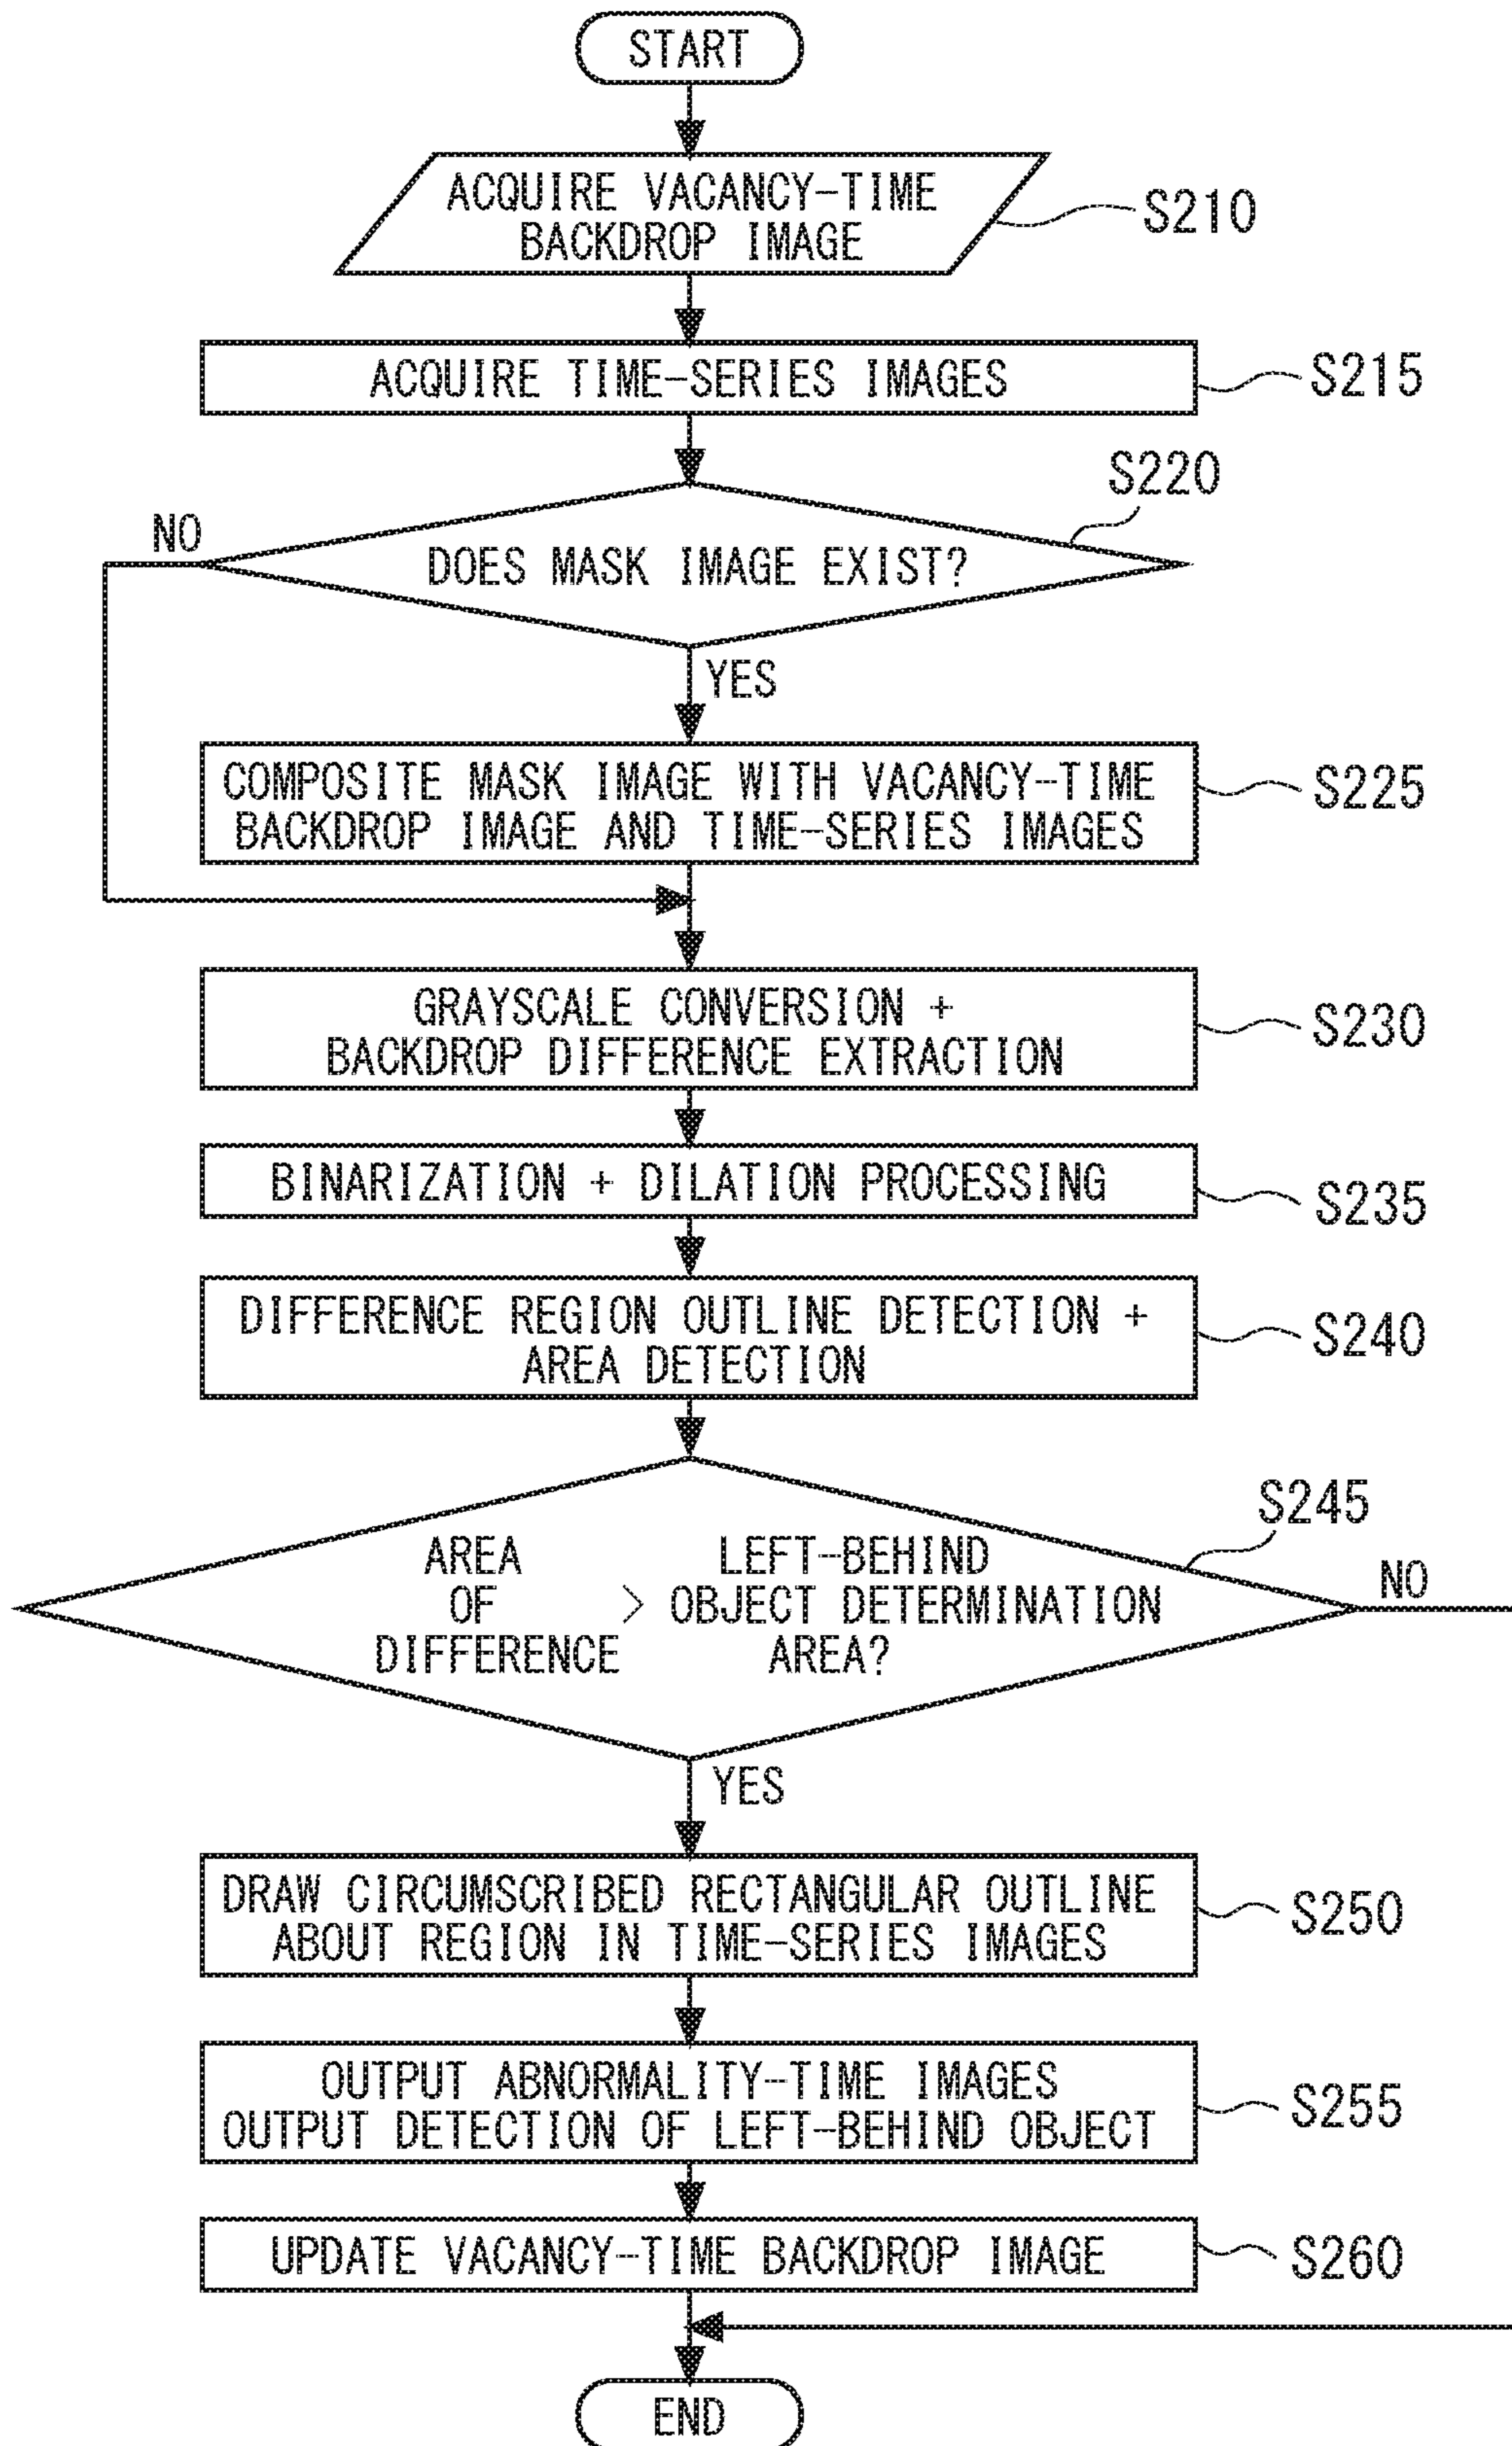 START
ACQUIRE VACANCY-TIME
BACKDROP IMAGE
S210
ACQUIRE TIME-SERIES IMAGES
S215
S220
NO
DOES MASK IMAGE EXIST?
YES
COMPOSITE MASK IMAGE WITH VACANCY-TIME
BACKDROP IMAGE AND TIME-SERIES IMAGES
S225
GRAYSCALE CONVERSION +
BACKDROP DIFFERENCE EXTRACTION
S230
BINARIZATION + DILATION PROCESSING
S235
DIFFERENCE REGION OUTLINE DETECTION +
AREA DETECTION
S240
S245
AREA LEFT-BEHIND
OF > OBJECT DETERMINATION
DIFFERENCE AREA?
NO
YES
DRAW CIRCUMSCRIBED RECTANGULAR OUTLINE
ABOUT REGION IN TIME-SERIES IMAGES
S250
OUTPUT ABNORMALITY-TIME IMAGES
OUTPUT DETECTION OF LEFT-BEHIND OBJECT
S255
UPDATE VACANCY-TIME BACKDROP IMAGE
S260
END